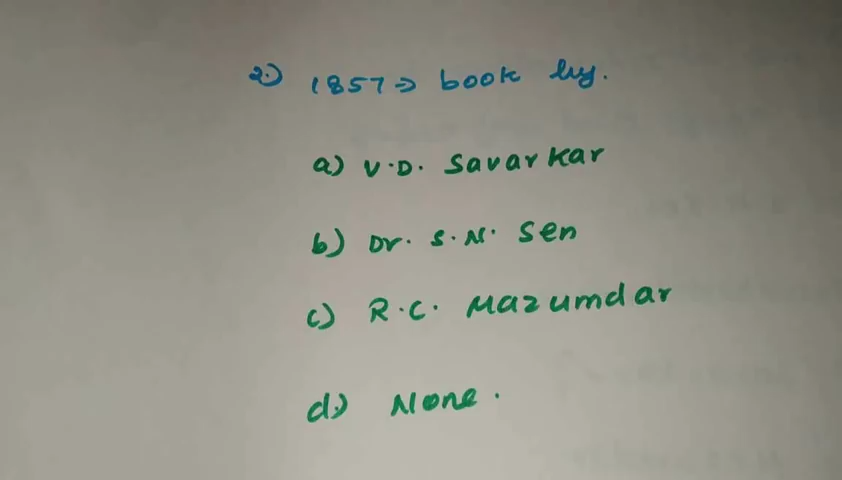 2.) 1857 => book by.
a) V.D. Savarkar
b) Dr. S.N. Sen
c) R.C. Mazumdar
d.) None.